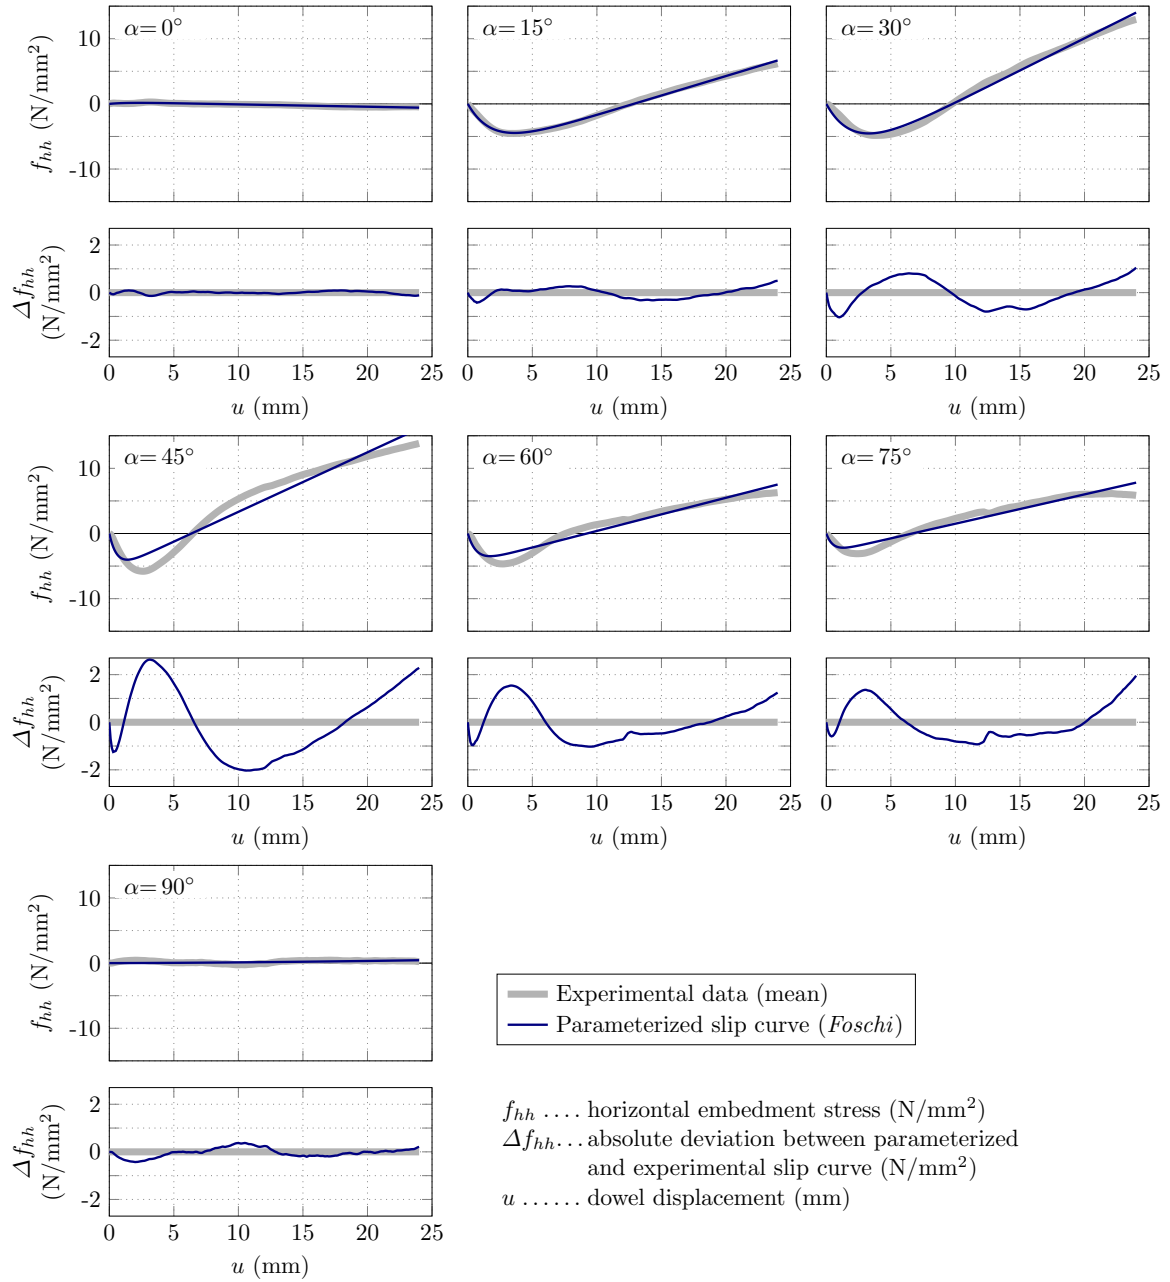 α=0°
α=15°
α=30°
10
0
-10
f_hh (N/mm²)
2
0
-2
Δf_hh
(N/mm²)
0 5 10 15 20 25
0 5 10 15 20 25
0 5 10 15 20 25
u (mm)
u (mm)
u (mm)
α=45°
α=60°
α=75°
10
0
-10
f_hh (N/mm²)
2
0
-2
Δf_hh
(N/mm²)
0 5 10 15 20 25
0 5 10 15 20 25
0 5 10 15 20 25
u (mm)
u (mm)
u (mm)
α=90°
10
0
-10
f_hh (N/mm²)
2
0
-2
Δf_hh
(N/mm²)
0 5 10 15 20 25
u (mm)
Experimental data (mean)
Parameterized slip curve (Foschi)
f_hh .... horizontal embedment stress (N/mm²)
Δf_hh... absolute deviation between parameterized
and experimental slip curve (N/mm²)
u ...... dowel displacement (mm)